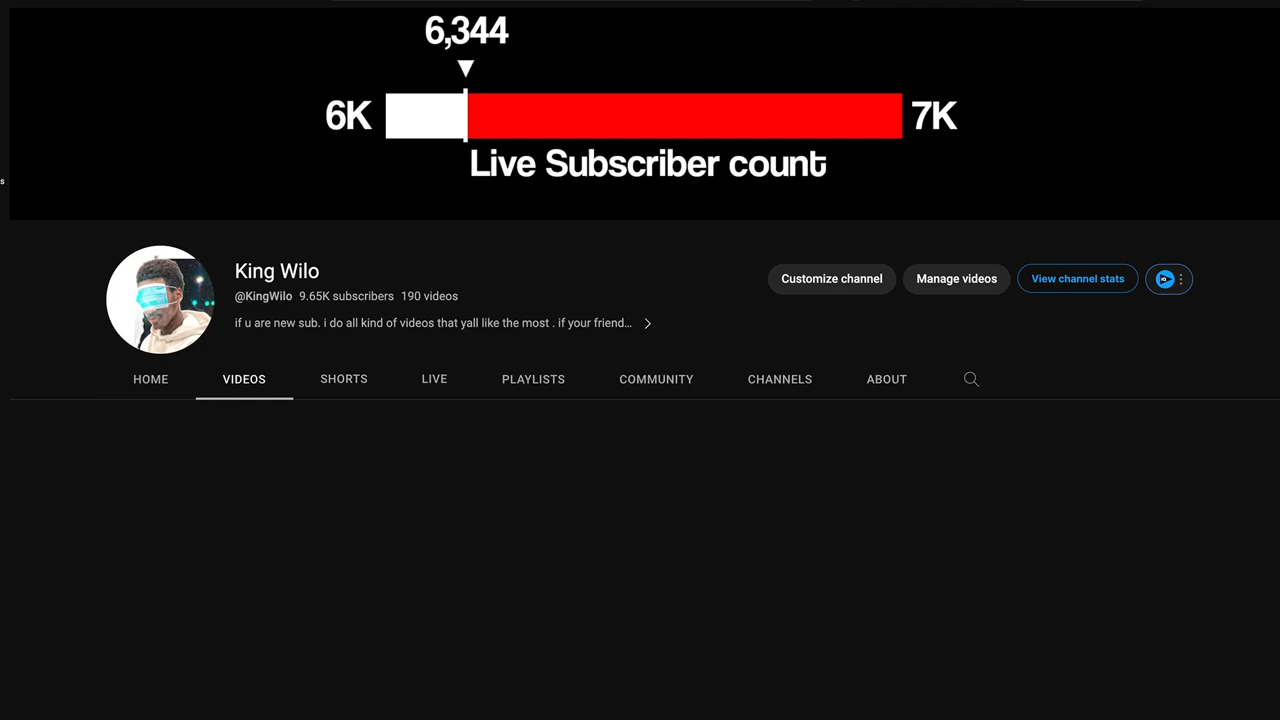 6,344
6K
7K
Live Subscriber count
s
King Wilo
@KingWilo 9.65K subscribers 190 videos
if u are new sub. i do all kind of videos that yall like the most . if your friend...
Customize channel
Manage videos
View channel stats
HOME VIDEOS SHORTS LIVE PLAYLISTS COMMUNITY CHANNELS ABOUT